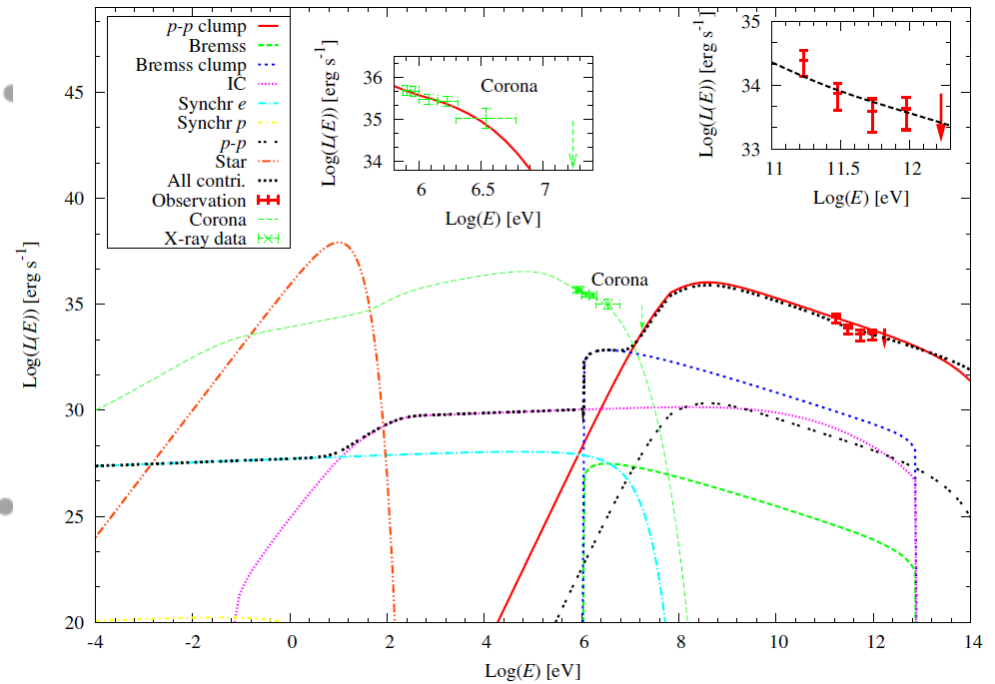 p-p clump
Bremss
Bremss clump
IC
Synchr e
Synchr p
p-p
Star
All contri.
Observation
Corona
X-ray data
Log(L(E)) [erg s⁻¹]
45
40
35
30
25
20
-4
-2
0
2
4
6
8
10
12
14
Log(E) [eV]
Corona
Log(L(E)) [erg s⁻¹]
36
35
34
6
6.5
7
Log(E) [eV]
Corona
Log(L(E)) [erg s⁻¹]
35
34
33
11
11.5
12
Log(E) [eV]